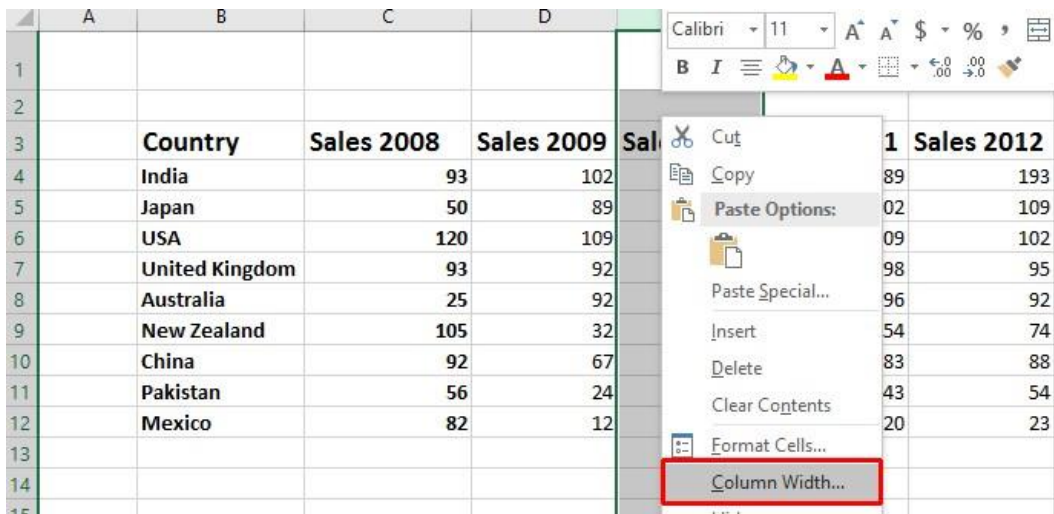 A B C D
Calibri 11 A A $ % ,
B I A .00 .00
1
2
3 Country Sales 2008 Sales 2009 Sal 1 Sales 2012
4 India 93 102 89 193
5 Japan 50 89 02 109
6 USA 120 109 09 102
7 United Kingdom 93 92 98 95
8 Australia 25 92 96 92
9 New Zealand 105 32 54 74
10 China 92 67 83 88
11 Pakistan 56 24 43 54
12 Mexico 82 12 20 23
13
14
Cut
Copy
Paste Options:
Paste Special...
Insert
Delete
Clear Contents
Format Cells...
Column Width...